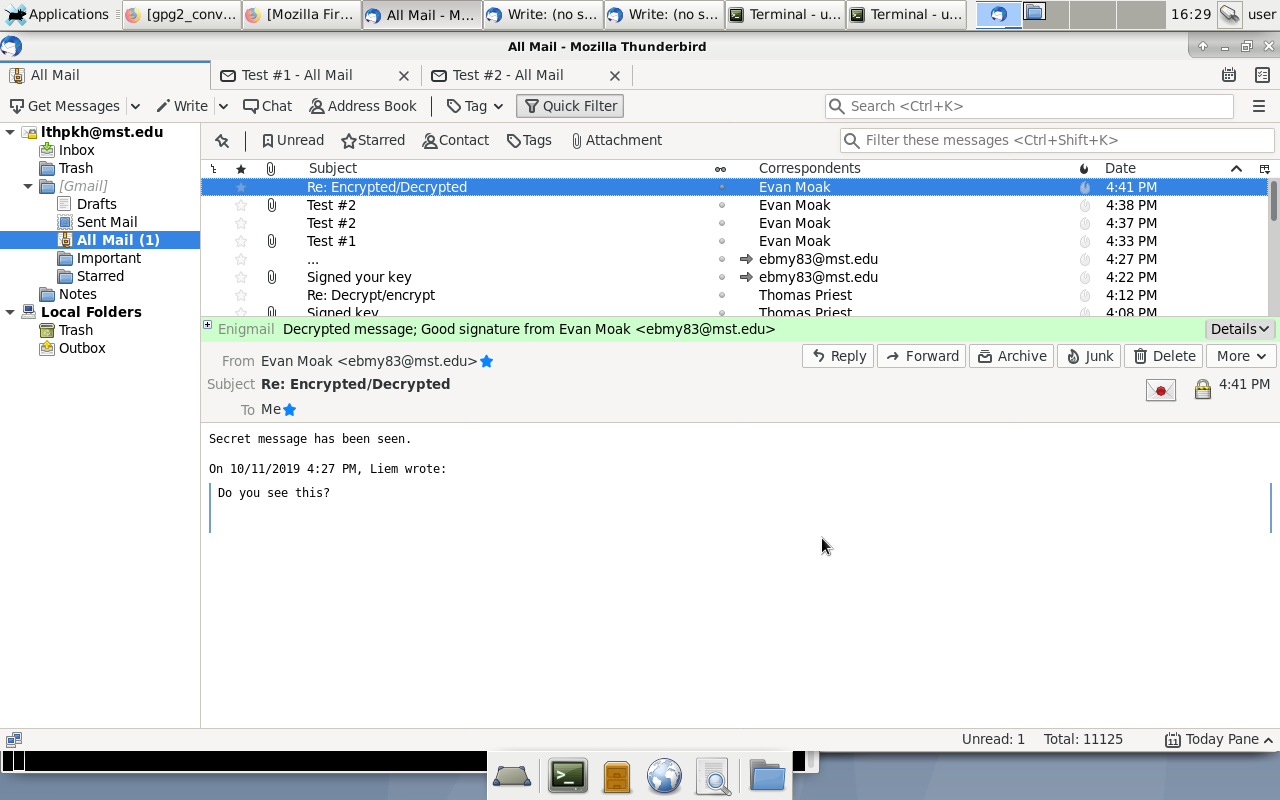 Applications [gpg2_conv... [Mozilla Fir... All Mail - M... Write: (no s... Write: (no s... Terminal - u... Terminal - u... 16:29 user
All Mail - Mozilla Thunderbird
All Mail Test #1 - All Mail Test #2 - All Mail
Get Messages Write Chat Address Book Tag Quick Filter Search <Ctrl+K>
lthpkh@mst.edu
Inbox
Trash
[Gmail]
Drafts
Sent Mail
All Mail (1)
Important
Starred
Notes
Local Folders
Trash
Outbox
Unread Starred Contact Tags Attachment Filter these messages <Ctrl+Shift+K>
Subject Correspondents Date
Re: Encrypted/Decrypted Evan Moak 4:41 PM
Test #2 Evan Moak 4:38 PM
Test #2 Evan Moak 4:37 PM
Test #1 Evan Moak 4:33 PM
... ebmy83@mst.edu 4:27 PM
Signed your key ebmy83@mst.edu 4:22 PM
Re: Decrypt/encrypt Thomas Priest 4:12 PM
Signed key Thomas Priest 4:08 PM
Enigmail Decrypted message; Good signature from Evan Moak <ebmy83@mst.edu> Details
From Evan Moak <ebmy83@mst.edu> Reply Forward Archive Junk Delete More
Subject Re: Encrypted/Decrypted 4:41 PM
To Me
Secret message has been seen.
On 10/11/2019 4:27 PM, Liem wrote:
Do you see this?
Unread: 1 Total: 11125 11 Today Pane